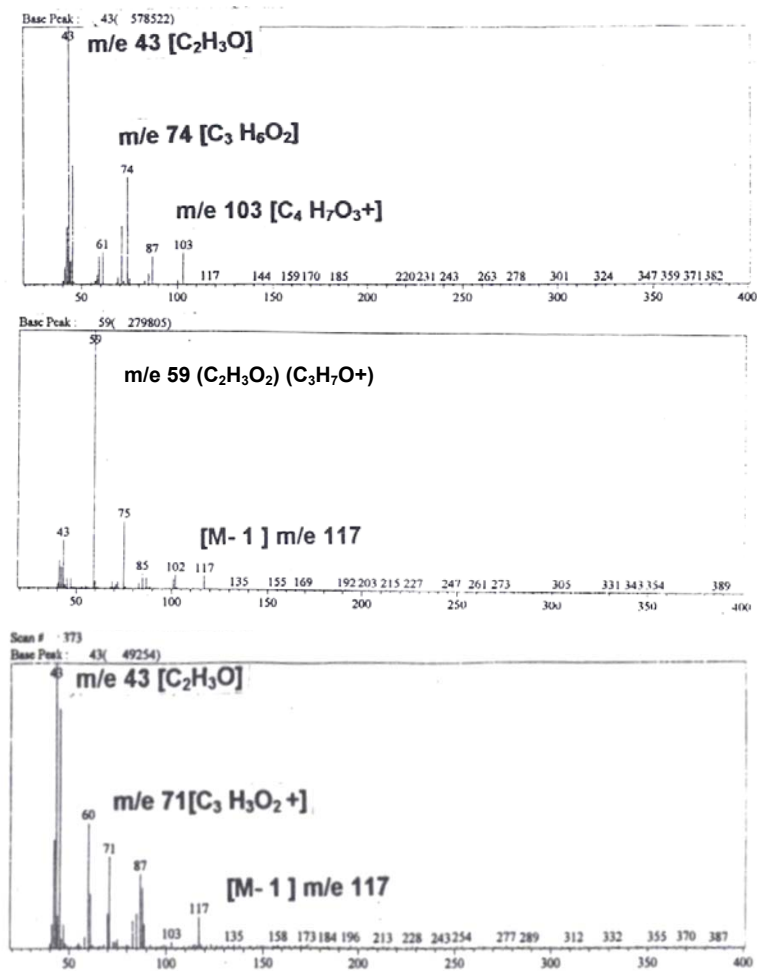 Base Peak : 43( 578522)
43
m/e 43 [C₂H₃O]
m/e 74 [C₃ H₆O₂]
74
m/e 103 [C₄ H₇O₃+]
61 87 103
117 144 159 170 185 220 231 243 263 278 301 324 347 359 371 382
50 100 150 200 250 300 350 400
Base Peak : 59( 279805)
59
m/e 59 (C₂H₃O₂) (C₃H₇O+)
75
43
[M- 1 ] m/e 117
85 102 117
135 155 169 192 203 215 227 247 261 273 305 331 343 354 389
50 100 150 200 250 300 350 400
Scan # 373
Base Peak : 43( 49254)
43
m/e 43 [C₂H₃O]
m/e 71[C₃ H₃O₂ +]
60
71
87
[M- 1 ] m/e 117
117
103 135 158 173 184 196 213 228 243 254 277 289 312 332 355 370 387
50 100 150 200 250 300 350 400